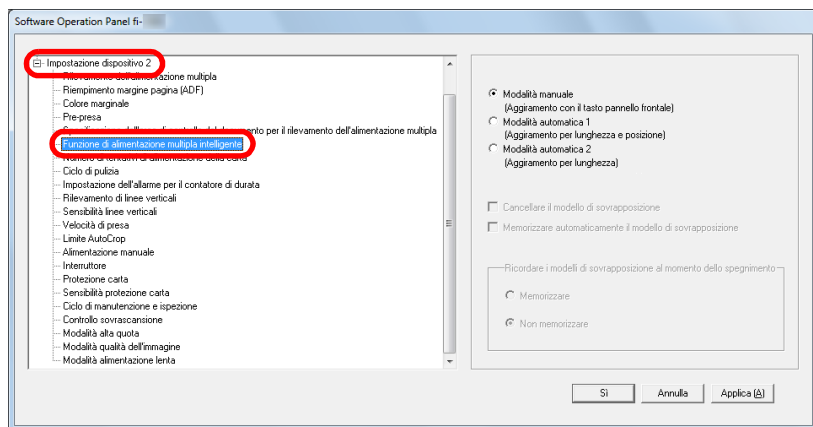 Software Operation Panel fi-
Impostazione dispositivo 2
Rilevamento dell'alimentazione multipla
Riempimento margine pagina (ADF)
Colore marginale
Pre-presa
mento per il rilevamento dell'alimentazione multipla
Funzione di alimentazione multipla intelligente
Numero di tentativi di alimentazione della carta
Ciclo di pulizia
Impostazione dell'allarme per il contatore di durata
Rilevamento di linee verticali
Sensibilità linee verticali
Velocità di presa
Limite AutoCrop
Alimentazione manuale
Interruttore
Protezione carta
Sensibilità protezione carta
Ciclo di manutenzione e ispezione
Controllo sovrascansione
Modalità alta quota
Modalità qualità dell'immagine
Modalità alimentazione lenta
Modalità manuale
(Aggiramento con il tasto pannello frontale)
Modalità automatica 1
(Aggiramento per lunghezza e posizione)
Modalità automatica 2
(Aggiramento per lunghezza)
Cancellare il modello di sovrapposizione
Memorizzare automaticamente il modello di sovrapposizione
Ricordare i modelli di sovrapposizione al momento dello spegnimento
Memorizzare
Non memorizzare
Sì
Annulla
Applica (A)